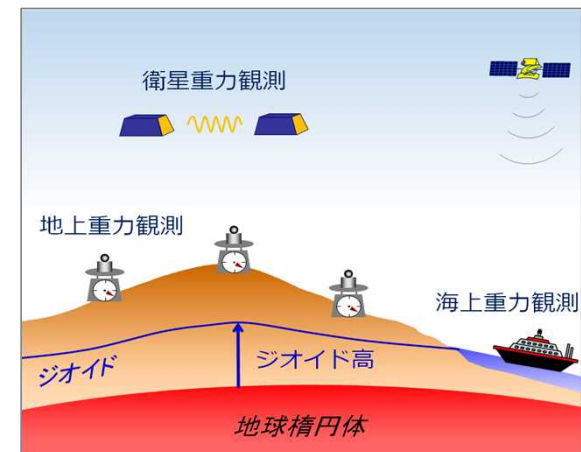 衛星重力観測
地上重力観測
海上重力観測
ジオイド
ジオイド高
地球楕円体